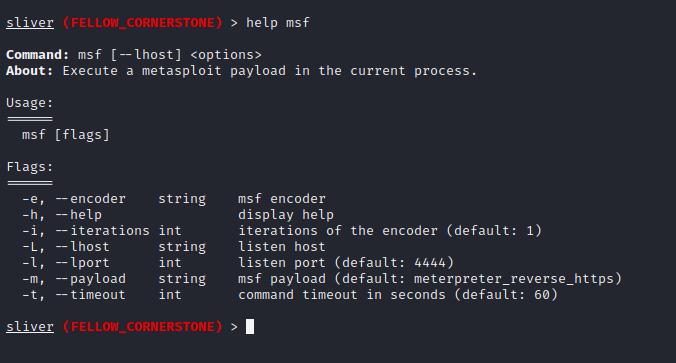 sliver (FELLOW_CORNERSTONE) > help msf
Command: msf [--lhost] <options>
About: Execute a metasploit payload in the current process.
Usage:
======
msf [flags]
Flags:
======
-e, --encoder    string    msf encoder
-h, --help                 display help
-i, --iterations int       iterations of the encoder (default: 1)
-L, --lhost      string    listen host
-l, --lport      int       listen port (default: 4444)
-m, --payload    string    msf payload (default: meterpreter_reverse_https)
-t, --timeout    int       command timeout in seconds (default: 60)
sliver (FELLOW_CORNERSTONE) >